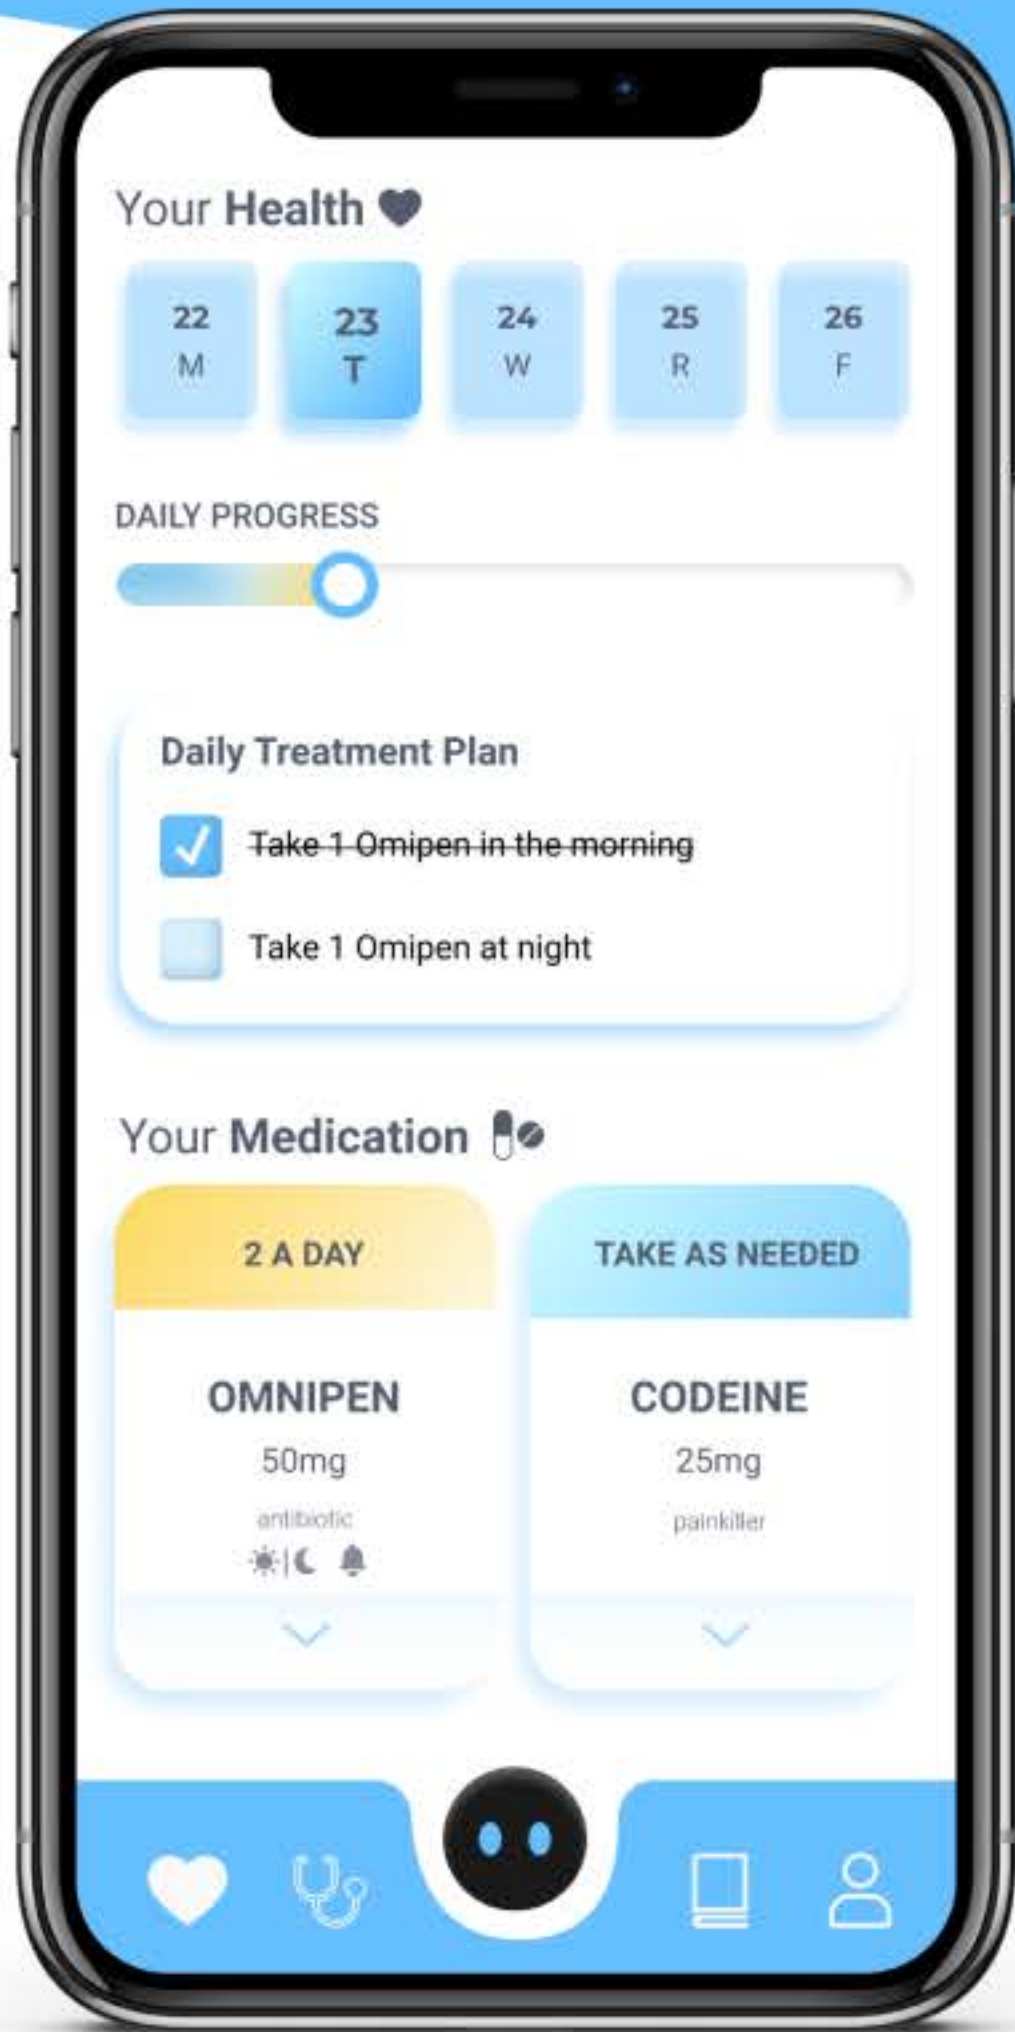 Your Health
22 23 24 25 26
M T W R F
DAILY PROGRESS
Daily Treatment Plan
Take 1 Omipen in the morning
Take 1 Omipen at night
Your Medication
2 A DAY
OMNIPEN
50mg
antibiotic
TAKE AS NEEDED
CODEINE
25mg
painkiller